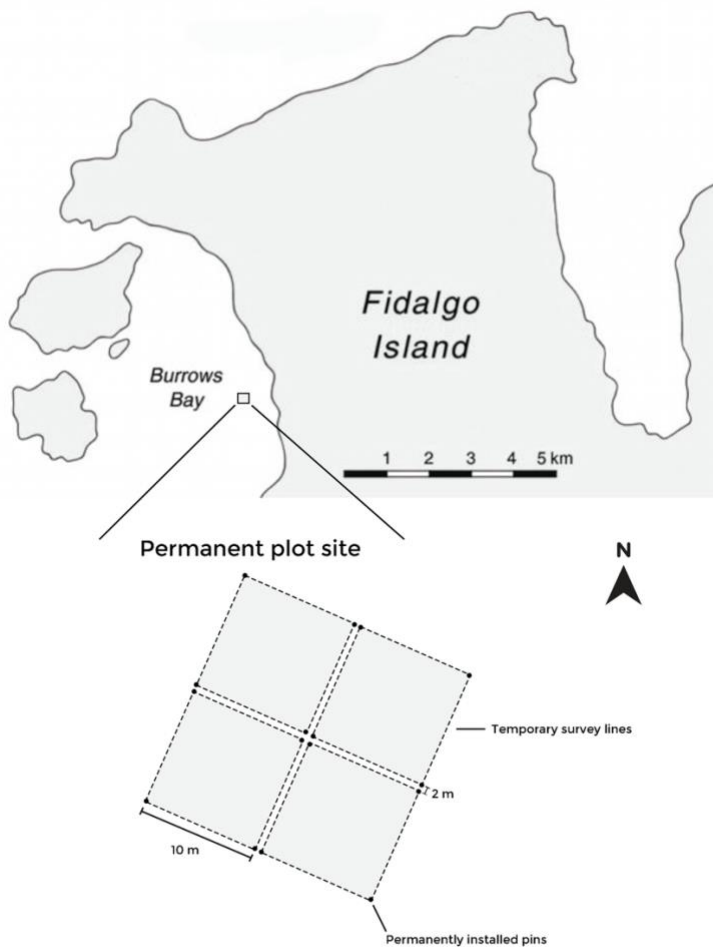 Fidalgo
Island
Burrows
Bay
1 2 3 4 5 km
Permanent plot site
N
Temporary survey lines
2 m
10 m
Permanently installed pins